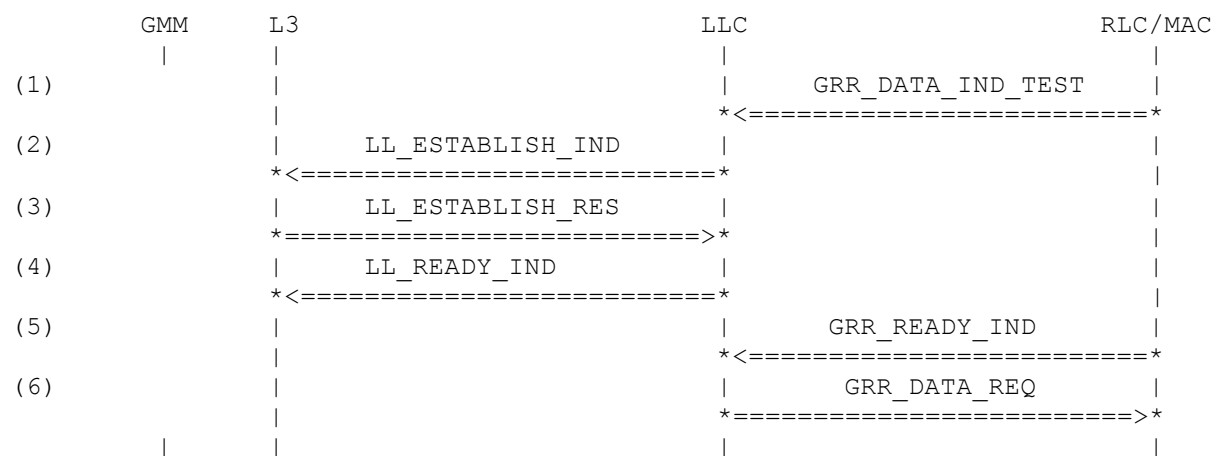 GMM    L3                          LLC                        RLC/MAC
         |      |                           |                          |
(1)             |                           |     GRR_DATA_IND_TEST    |
                |                           *<=========================*
(2)             |     LL_ESTABLISH_IND      |                          |
                *<==========================*                          |
(3)             |     LL_ESTABLISH_RES      |                          |
                *==========================>*                          |
(4)             |     LL_READY_IND          |                          |
                *<==========================*                          |
(5)             |                           |      GRR_READY_IND       |
                |                           *<=========================*
(6)             |                           |       GRR_DATA_REQ       |
                |                           *=========================>*
         |      |                           |                          |